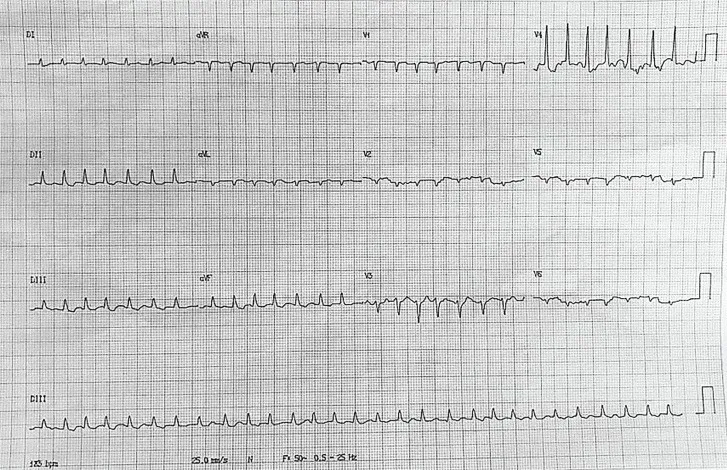 DI aVR V1 V4
DII aVL V2 V5
DIII aVF V3 V6
DIII
25.0 mm/s N F: 50~ 0.5 - 25 Hz